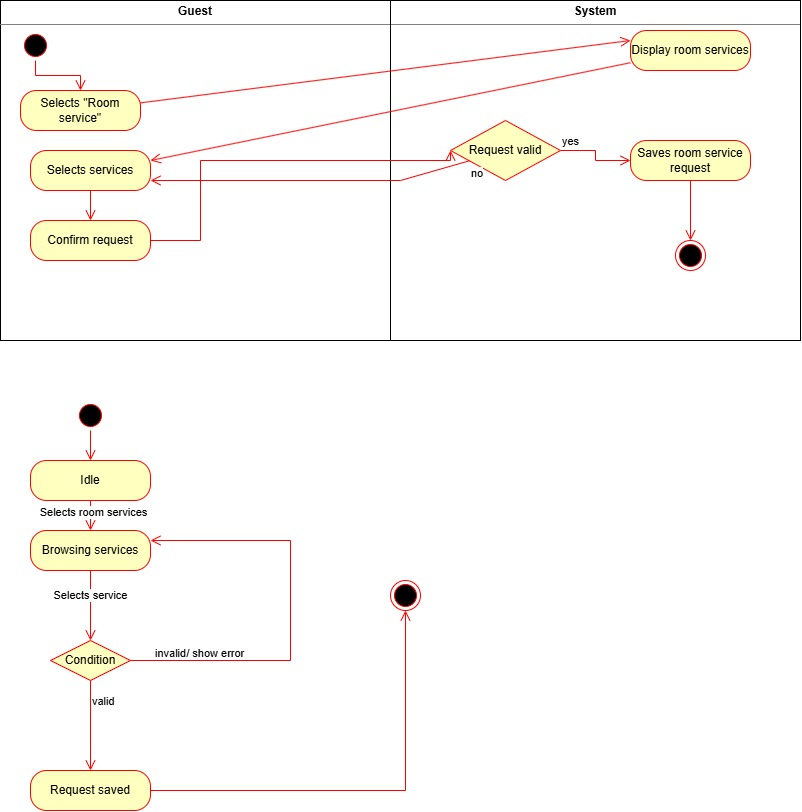 Guest
System
Display room services
Selects "Room
service"
Selects services
Request valid
yes
no
Saves room service
request
Confirm request
Idle
Selects room services
Browsing services
Selects service
Condition
invalid/ show error
valid
Request saved